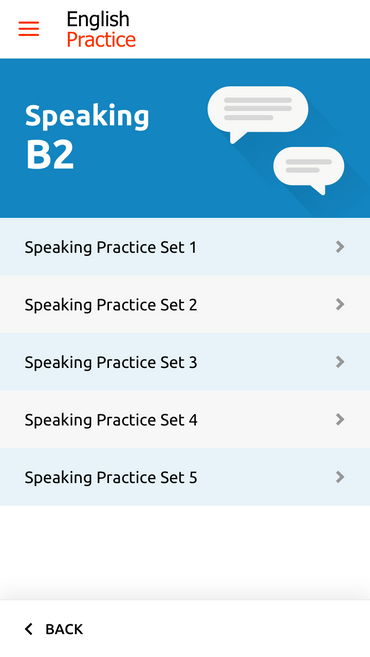 English
Practice
Speaking
B2
Speaking Practice Set 1
Speaking Practice Set 2
Speaking Practice Set 3
Speaking Practice Set 4
Speaking Practice Set 5
BACK